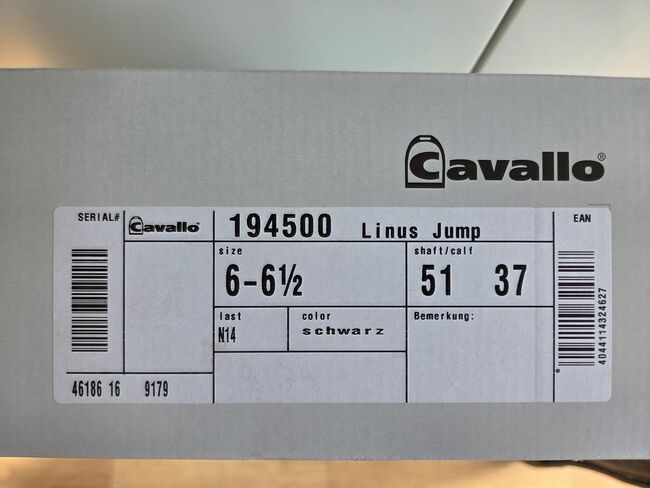 Cavallo®
SERIAL#
Cavallo
194500 Linus Jump
EAN
size
6-6½
shaft/calf
51 37
last
N14
color
schwarz
Bemerkung:
46186 16 9179
4044114324627